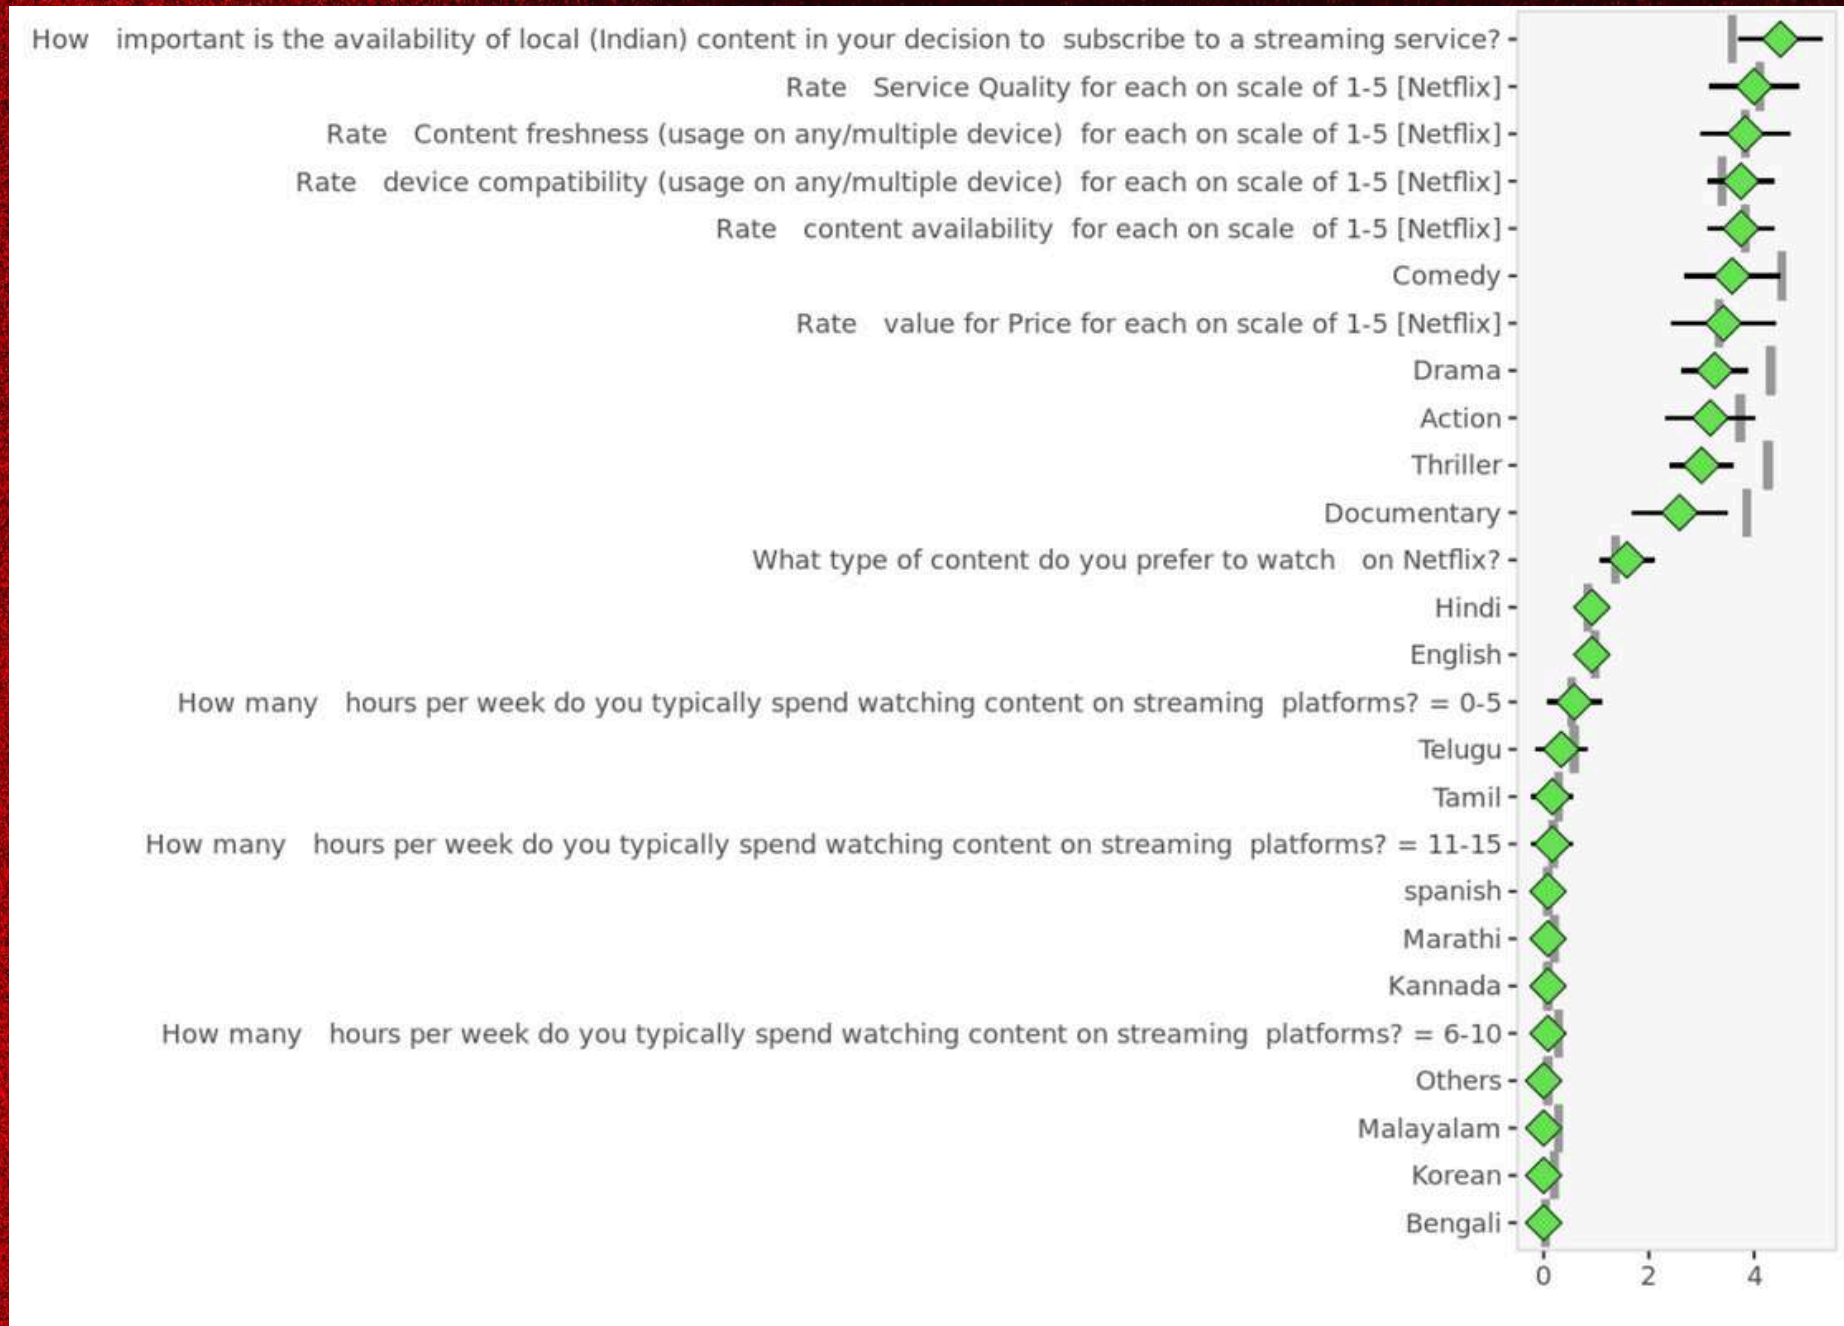 How important is the availability of local (Indian) content in your decision to subscribe to a streaming service?
Rate Service Quality for each on scale of 1-5 [Netflix]
Rate Content freshness (usage on any/multiple device) for each on scale of 1-5 [Netflix]
Rate device compatibility (usage on any/multiple device) for each on scale of 1-5 [Netflix]
Rate content availability for each on scale of 1-5 [Netflix]
Comedy
Rate value for Price for each on scale of 1-5 [Netflix]
Drama
Action
Thriller
Documentary
What type of content do you prefer to watch on Netflix?
Hindi
English
How many hours per week do you typically spend watching content on streaming platforms? = 0-5
Telugu
Tamil
How many hours per week do you typically spend watching content on streaming platforms? = 11-15
spanish
Marathi
Kannada
How many hours per week do you typically spend watching content on streaming platforms? = 6-10
Others
Malayalam
Korean
Bengali
0 2 4